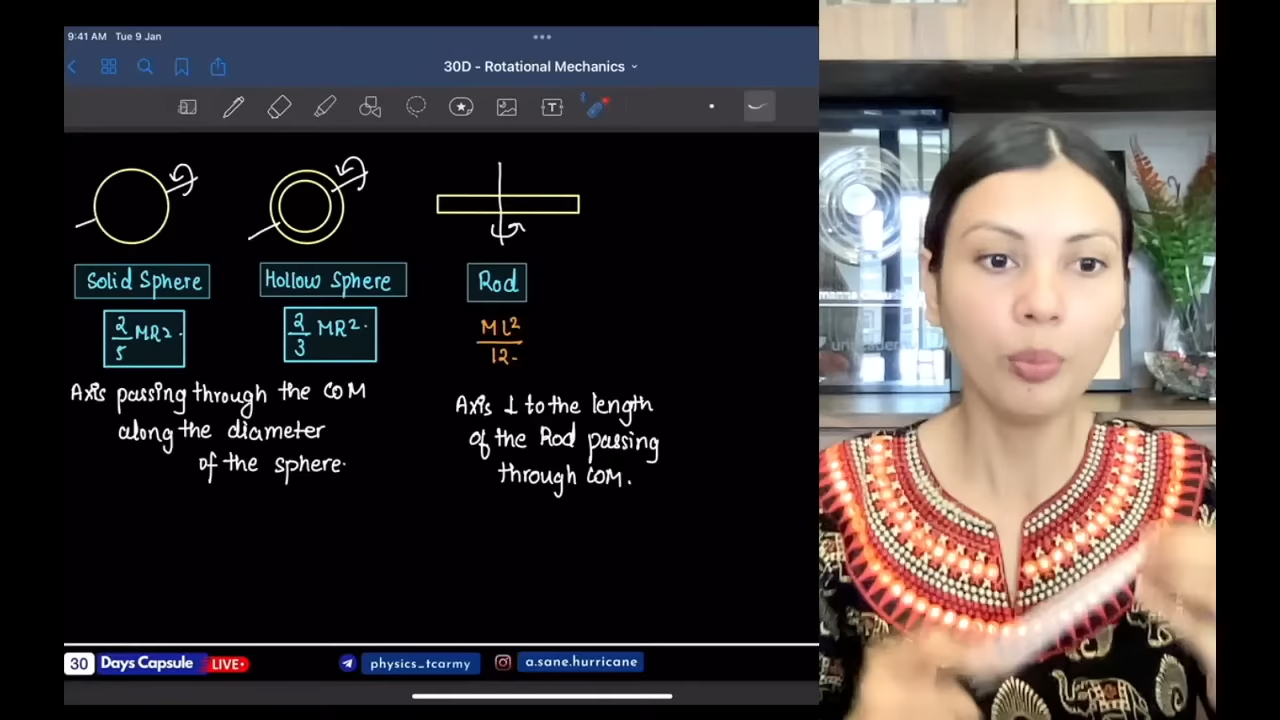 9:41 AM Tue 9 Jan
30D - Rotational Mechanics
T
Solid Sphere
Hollow Sphere
Rod
2/5 MR2.
2/3 MR2.
ML2/12.
Axis passing through the COM
along the diameter
of the sphere.
Axis ⊥ to the length
of the Rod passing
through COM.
30 Days Capsule LIVE
physics_tcarmy
a.sane.hurricane